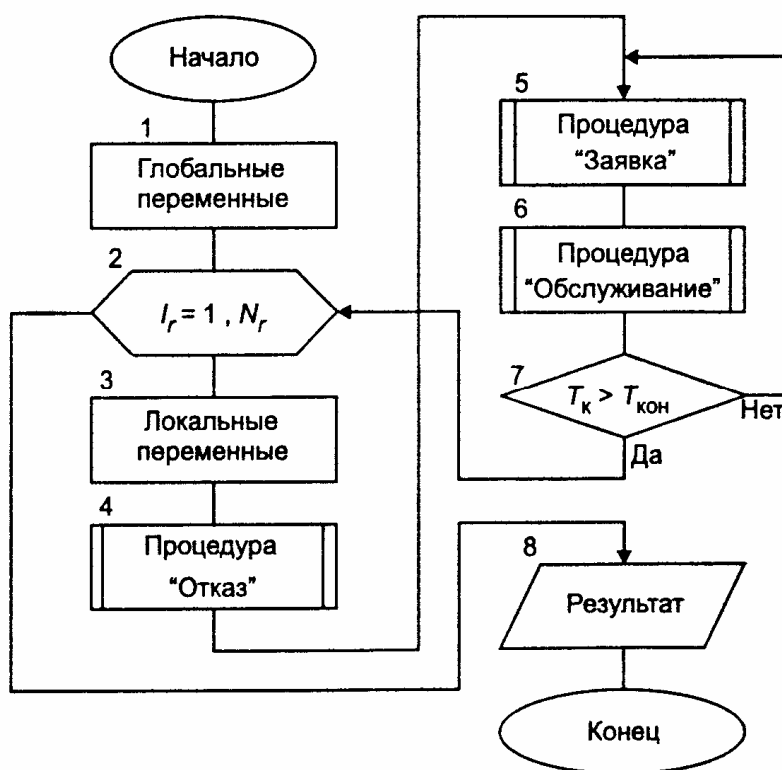 Начало
1
Глобальные
переменные
2
I_r = 1 , N_r
3
Локальные
переменные
4
Процедура
“Отказ”
5
Процедура
“Заявка”
6
Процедура
“Обслуживание”
7
T_к > T_кон
Нет
Да
8
Результат
Конец